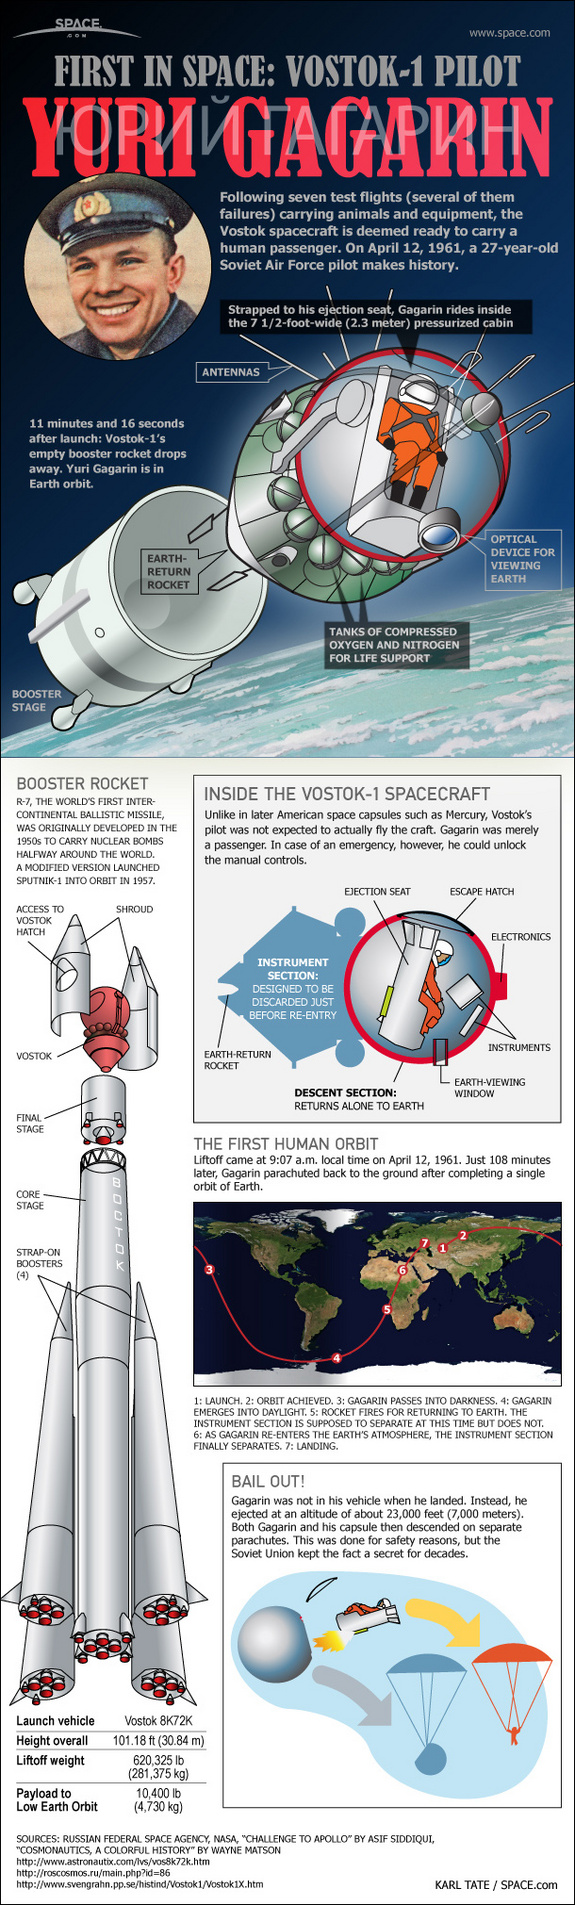 SPACE
.COM
www.space.com
FIRST IN SPACE: VOSTOK-1 PILOT
YURI GAGARIN
ЮРИЙ ГАГАРИН
Following seven test flights (several of them
failures) carrying animals and equipment, the
Vostok spacecraft is deemed ready to carry a
human passenger. On April 12, 1961, a 27-year-old
Soviet Air Force pilot makes history.
Strapped to his ejection seat, Gagarin rides inside
the 7 1/2-foot-wide (2.3 meter) pressurized cabin
ANTENNAS
11 minutes and 16 seconds
after launch: Vostok-1's
empty booster rocket drops
away. Yuri Gagarin is in
Earth orbit.
EARTH-
RETURN
ROCKET
OPTICAL
DEVICE FOR
VIEWING
EARTH
TANKS OF COMPRESSED
OXYGEN AND NITROGEN
FOR LIFE SUPPORT
BOOSTER
STAGE
BOOSTER ROCKET
R-7, THE WORLD'S FIRST INTER-
CONTINENTAL BALLISTIC MISSILE,
WAS ORIGINALLY DEVELOPED IN THE
1950s TO CARRY NUCLEAR BOMBS
HALFWAY AROUND THE WORLD.
A MODIFIED VERSION LAUNCHED
SPUTNIK-1 INTO ORBIT IN 1957.
ACCESS TO
VOSTOK
HATCH
SHROUD
VOSTOK
FINAL
STAGE
CORE
STAGE
ВОСТОК
STRAP-ON
BOOSTERS
(4)
INSIDE THE VOSTOK-1 SPACECRAFT
Unlike in later American space capsules such as Mercury, Vostok's
pilot was not expected to actually fly the craft. Gagarin was merely
a passenger. In case of an emergency, however, he could unlock
the manual controls.
EJECTION SEAT
ESCAPE HATCH
ELECTRONICS
INSTRUMENT
SECTION:
DESIGNED TO BE
DISCARDED JUST
BEFORE RE-ENTRY
EARTH-RETURN
ROCKET
INSTRUMENTS
EARTH-VIEWING
WINDOW
DESCENT SECTION:
RETURNS ALONE TO EARTH
THE FIRST HUMAN ORBIT
Liftoff came at 9:07 a.m. local time on April 12, 1961. Just 108 minutes
later, Gagarin parachuted back to the ground after completing a single
orbit of Earth.
7
1
2
3
6
5
4
1: LAUNCH. 2: ORBIT ACHIEVED. 3: GAGARIN PASSES INTO DARKNESS. 4: GAGARIN
EMERGES INTO DAYLIGHT. 5: ROCKET FIRES FOR RETURNING TO EARTH. THE
INSTRUMENT SECTION IS SUPPOSED TO SEPARATE AT THIS TIME BUT DOES NOT.
6: AS GAGARIN RE-ENTERS THE EARTH'S ATMOSPHERE, THE INSTRUMENT SECTION
FINALLY SEPARATES. 7: LANDING.
BAIL OUT!
Gagarin was not in his vehicle when he landed. Instead, he
ejected at an altitude of about 23,000 feet (7,000 meters).
Both Gagarin and his capsule then descended on separate
parachutes. This was done for safety reasons, but the
Soviet Union kept the fact a secret for decades.
Launch vehicle Vostok 8K72K
Height overall 101.18 ft (30.84 m)
Liftoff weight 620,325 lb
(281,375 kg)
Payload to 10,400 lb
Low Earth Orbit (4,730 kg)
SOURCES: RUSSIAN FEDERAL SPACE AGENCY, NASA, "CHALLENGE TO APOLLO" BY ASIF SIDDIQUI,
"COSMONAUTICS, A COLORFUL HISTORY" BY WAYNE MATSON
http://www.astronautix.com/lvs/vos8k72k.htm
http://roscosmos.ru/main.php?id=86
http://www.svengrahn.pp.se/histind/Vostok1/Vostok1X.htm
KARL TATE / SPACE.com